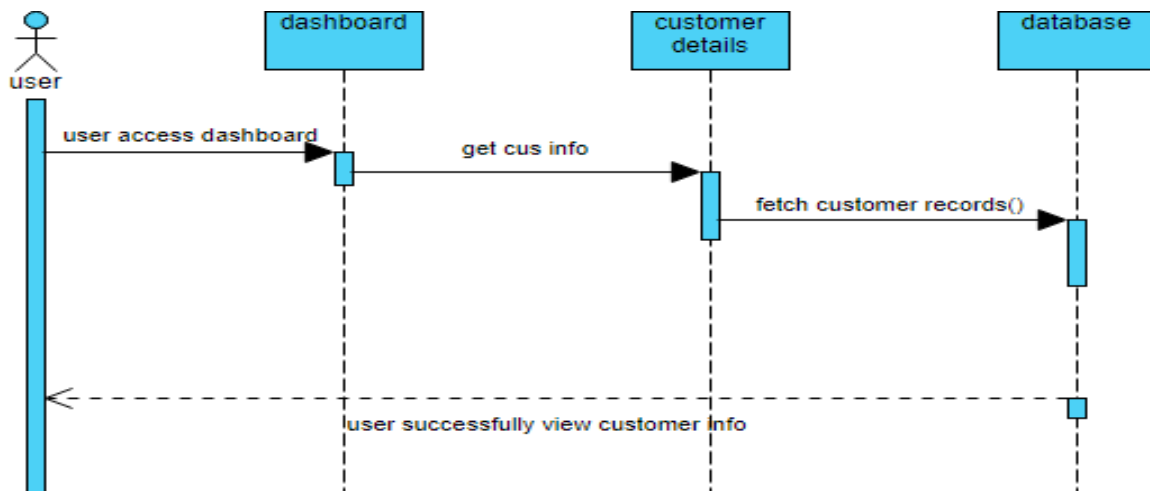 dashboard
customer
details
database
user
user access dashboard
get cus info
fetch customer records()
user successfully view customer info